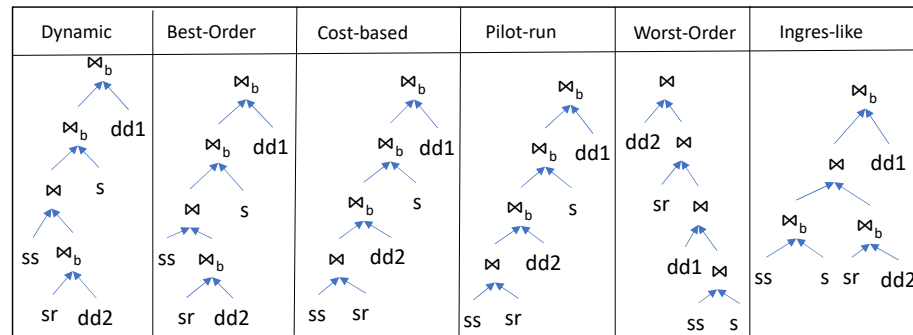 Dynamic Best-Order Cost-based Pilot-run Worst-Order Ingres-like
⋈b ⋈b ⋈b ⋈b ⋈ ⋈b
⋈b dd1 ⋈b dd1 ⋈b dd1 ⋈b dd1 dd2 ⋈ ⋈ dd1
⋈ s ⋈ s ⋈b s ⋈b s sr ⋈ ⋈b ⋈b
ss ⋈b ss ⋈b ⋈ dd2 ⋈ dd2 dd1 ⋈ ss s sr dd2
sr dd2 sr dd2 ss sr ss sr ss s